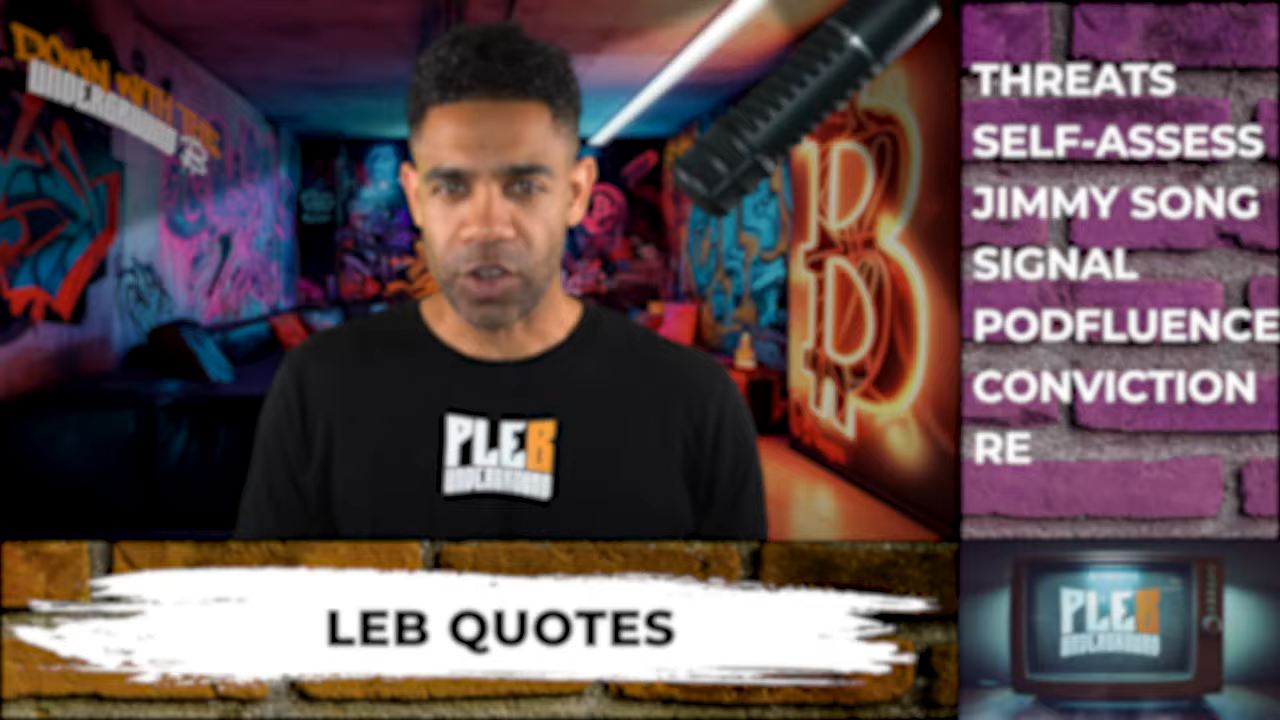 DOWN WITH THE
UNDERGROUND
PLEB
UNDERGROUND
THREATS
SELF-ASSESS
JIMMY SONG
SIGNAL
PODFLUENCE
CONVICTION
RE
LEB QUOTES
PLEB
UNDERGROUND